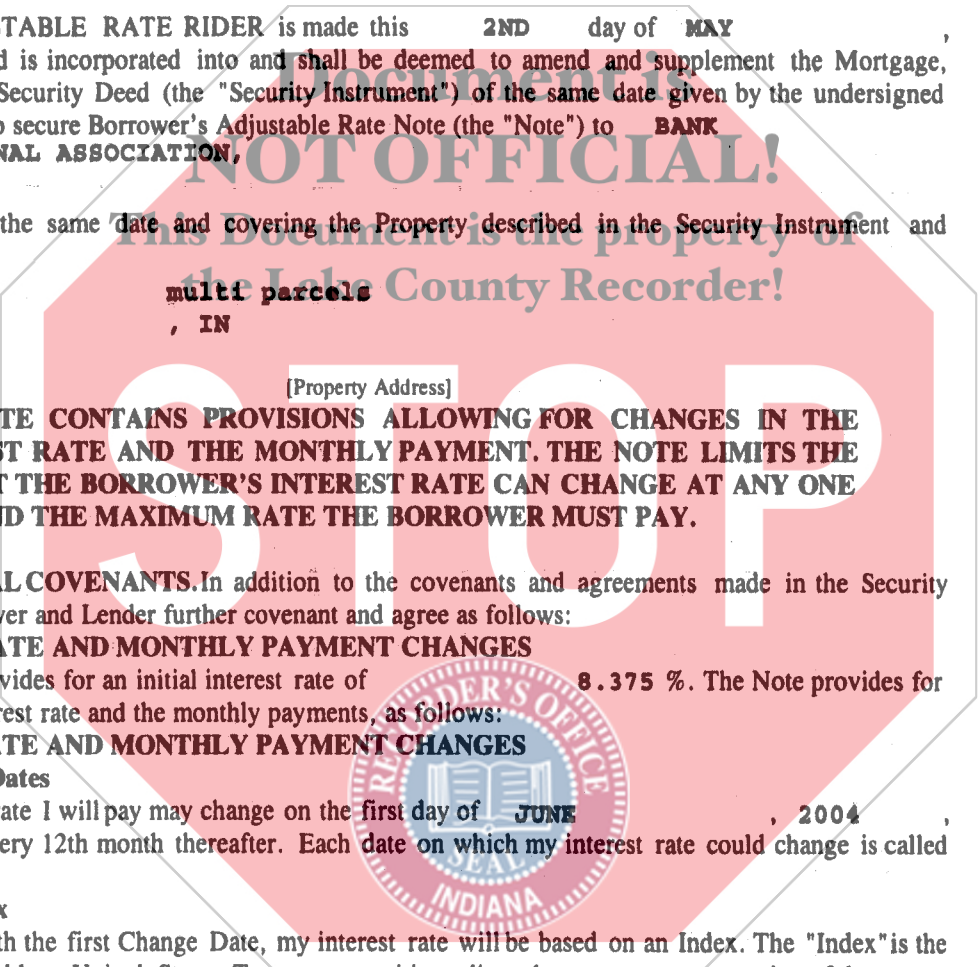 TABLE RATE RIDER is made this 2ND day of MAY ,
d is incorporated into and shall be deemed to amend and supplement the Mortgage,
Security Deed (the "Security Instrument") of the same date given by the undersigned
o secure Borrower's Adjustable Rate Note (the "Note") to BANK
NAL ASSOCIATION,
the same date and covering the Property described in the Security Instrument and
multi parcels
, IN
[Property Address]
TE CONTAINS PROVISIONS ALLOWING FOR CHANGES IN THE
ST RATE AND THE MONTHLY PAYMENT. THE NOTE LIMITS THE
T THE BORROWER'S INTEREST RATE CAN CHANGE AT ANY ONE
ND THE MAXIMUM RATE THE BORROWER MUST PAY.
AL COVENANTS. In addition to the covenants and agreements made in the Security
wer and Lender further covenant and agree as follows:
ATE AND MONTHLY PAYMENT CHANGES
vides for an initial interest rate of 8.375 %. The Note provides for
rest rate and the monthly payments, as follows:
ATE AND MONTHLY PAYMENT CHANGES
Dates
rate I will pay may change on the first day of JUNE , 2004 ,
ery 12th month thereafter. Each date on which my interest rate could change is called
x
th the first Change Date, my interest rate will be based on an Index. The "Index" is the
Document is
NOT OFFICIAL!
This Document is the property of
the Lake County Recorder!
STOP
RECORDER'S OFFICE
SEAL
INDIANA